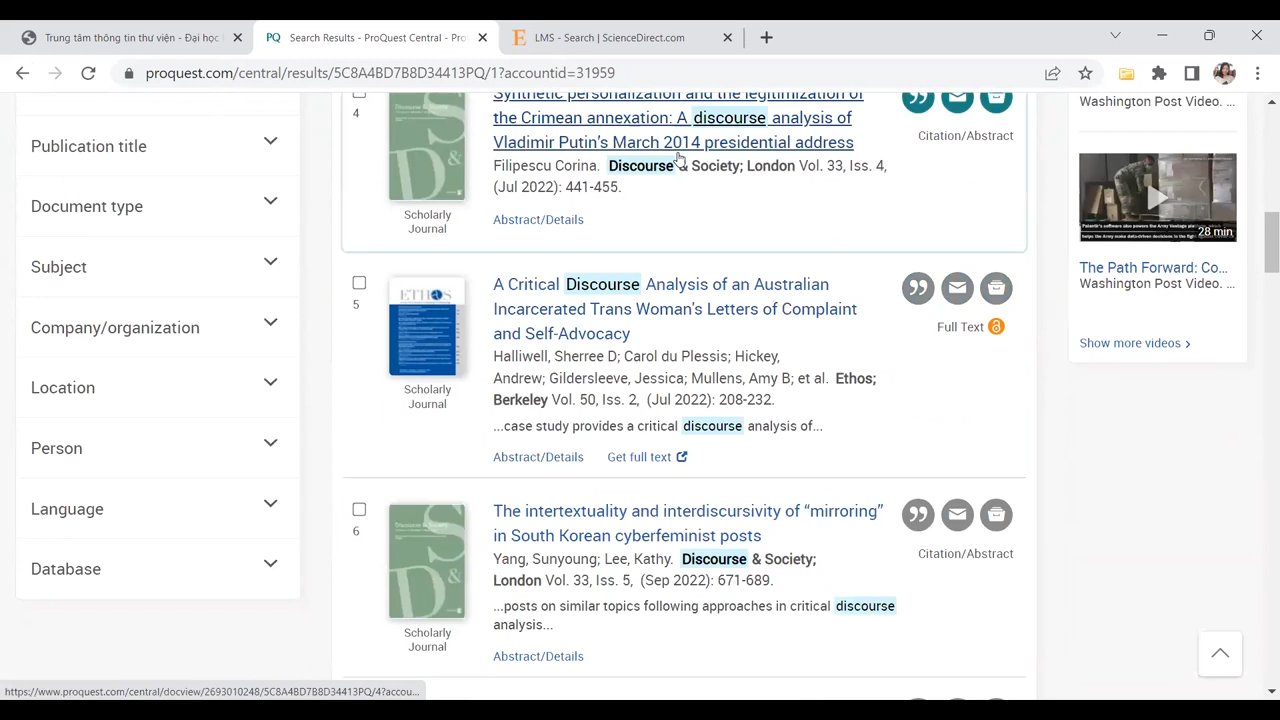 Trung tâm thông tin thư viện - Đại học
Search Results - ProQuest Central - Pro
LMS - Search | ScienceDirect.com
proquest.com/central/results/5C8A4BD7B8D34413PQ/1?accountid=31959
Publication title
Document type
Subject
Company/organization
Location
Person
Language
Database
4
Scholarly
Journal
Synthetic personalization and the legitimization of
the Crimean annexation: A discourse analysis of
Vladimir Putin's March 2014 presidential address
Filipescu Corina. Discourse & Society; London Vol. 33, Iss. 4,
(Jul 2022): 441-455.
Abstract/Details
Citation/Abstract
5
ETHOS
Scholarly
Journal
A Critical Discourse Analysis of an Australian
Incarcerated Trans Woman's Letters of Complaint
and Self-Advocacy
Halliwell, Sherree D; Carol du Plessis; Hickey,
Andrew; Gildersleeve, Jessica; Mullens, Amy B; et al. Ethos;
Berkeley Vol. 50, Iss. 2, (Jul 2022): 208-232.
...case study provides a critical discourse analysis of...
Abstract/Details Get full text
Full Text
6
Scholarly
Journal
The intertextuality and interdiscursivity of “mirroring”
in South Korean cyberfeminist posts
Yang, Sunyoung; Lee, Kathy. Discourse & Society;
London Vol. 33, Iss. 5, (Sep 2022): 671-689.
...posts on similar topics following approaches in critical discourse
analysis...
Abstract/Details
Citation/Abstract
Washington Post Video. ...
28 min
The Path Forward: Co...
Washington Post Video. ...
Show more videos
https://www.proquest.com/central/docview/2693010248/5C8A4BD7B8D34413PQ/4?accou...